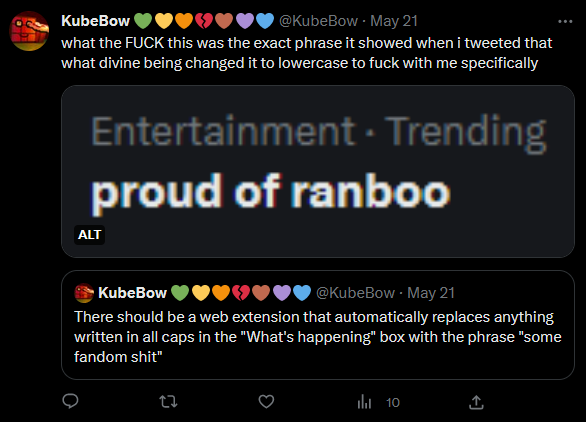 KubeBow 💚💛🧡💔🤎💜💙 @KubeBow · May 21
what the FUCK this was the exact phrase it showed when i tweeted that
what divine being changed it to lowercase to fuck with me specifically
Entertainment · Trending
proud of ranboo
ALT
KubeBow 💚💛🧡💔🤎💜💙 @KubeBow · May 21
There should be a web extension that automatically replaces anything
written in all caps in the "What's happening" box with the phrase "some
fandom shit"
10